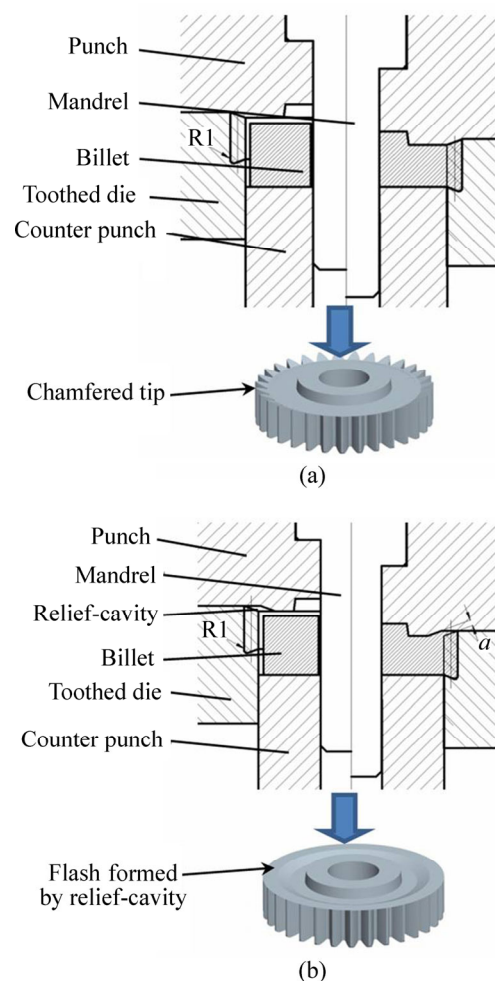 Punch
Mandrel
R1
Billet
Toothed die
Counter punch
Chamfered tip
(a)
Punch
Mandrel
Relief-cavity
R1
Billet
a
Toothed die
Counter punch
Flash formed
by relief-cavity
(b)